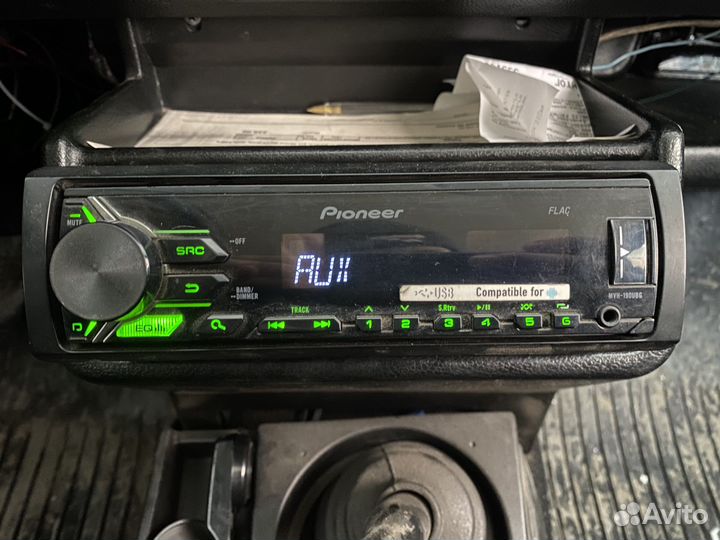 Pioneer
FLAC
MUTE
SRC
OFF
AUX
BAND/
DIMMER
USB Compatible for
MVH-190UBG
TRACK
S.Rtrv
EQ
1 2 3 4 5 6
Avito